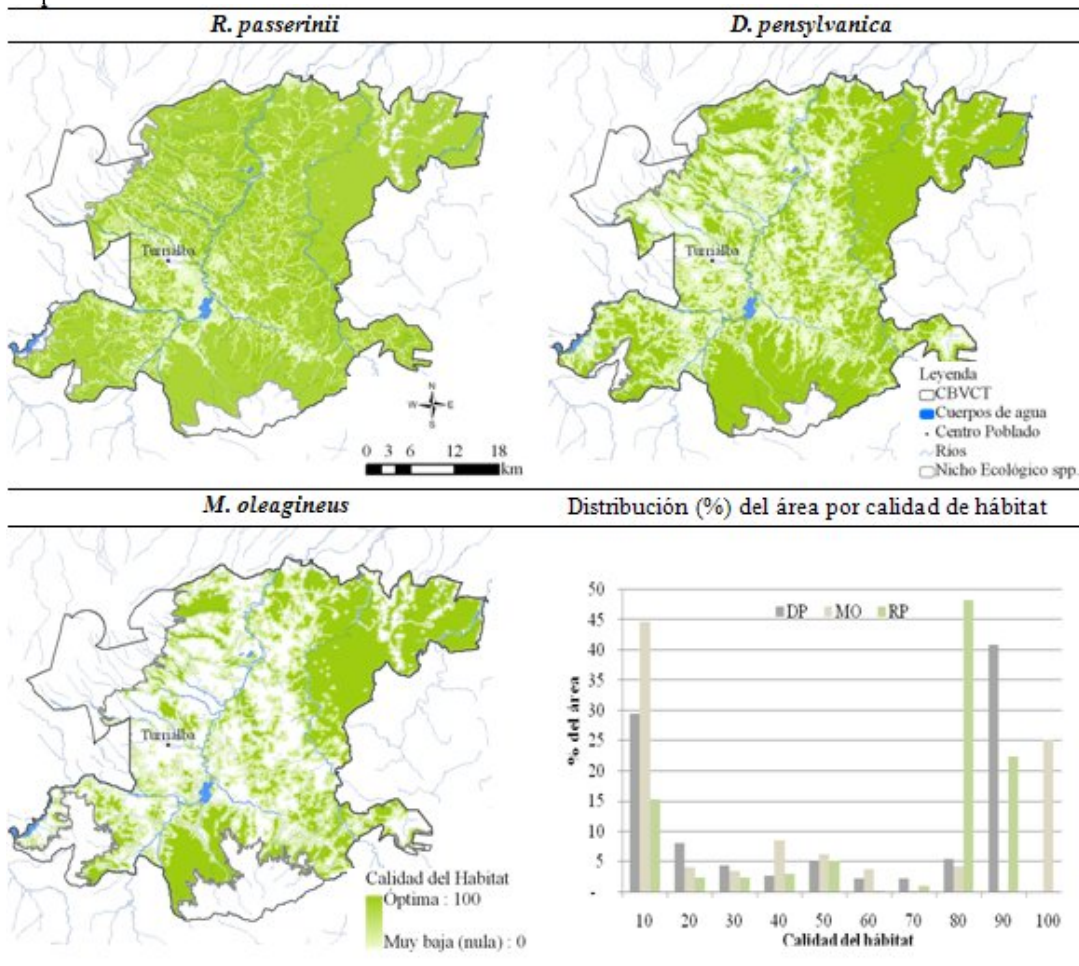 R. passerinii
D. pensylvanica
Turrialba
N
W E
S
0 3 6 12 18
km
Turrialba
Leyenda
CBVCT
Cuerpos de agua
Centro Poblado
Ríos
Nicho Ecológico spp.
M. oleagineus
Distribución (%) del área por calidad de hábitat
Turrialba
Calidad del Habitat
Optima : 100
Muy baja (nula) : 0
% del área
50
45
40
35
30
25
20
15
10
5
-
DP MO RP
10 20 30 40 50 60 70 80 90 100
Calidad del hábitat